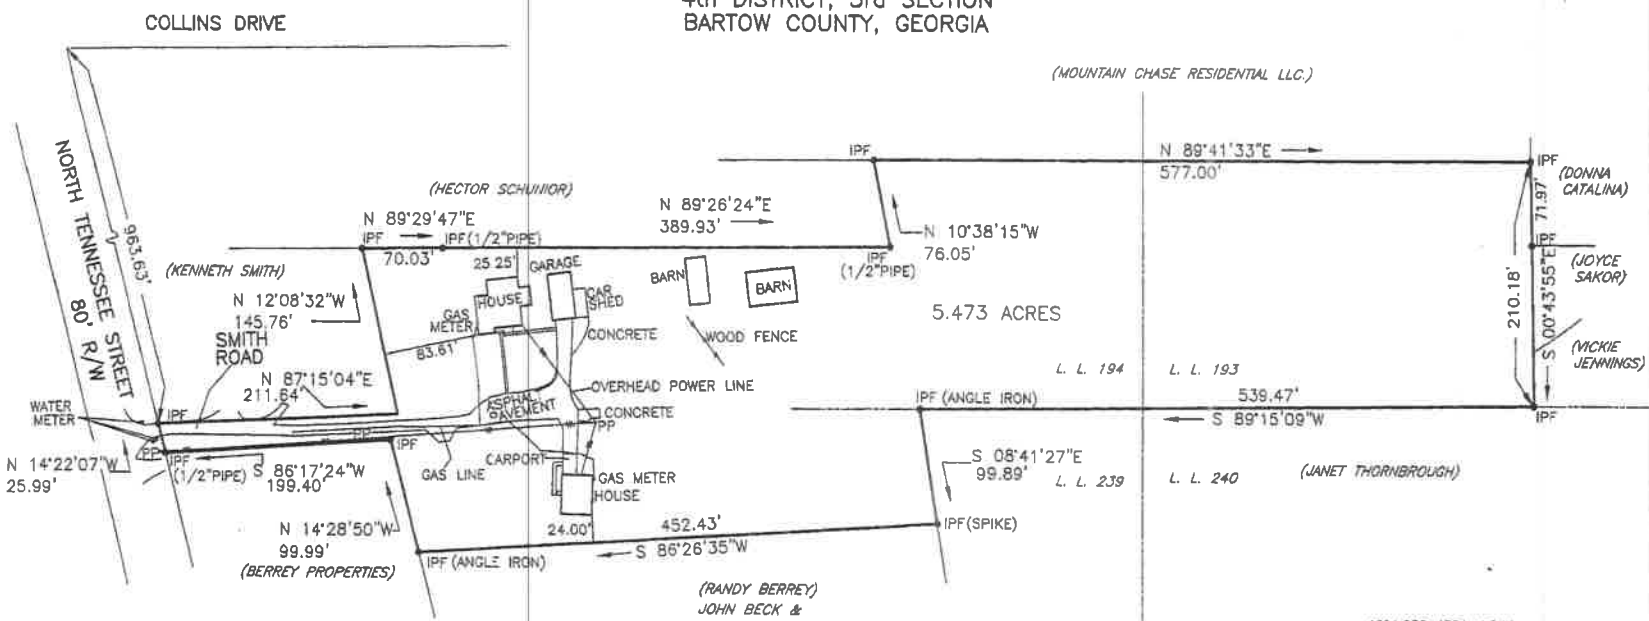 4th DISTRICT, 3rd SECTION
BARTOW COUNTY, GEORGIA
COLLINS DRIVE
(MOUNTAIN CHASE RESIDENTIAL LLC.)
NORTH TENNESSEE STREET
80' R/W
963.63'
(HECTOR SCHUNIOR)
(KENNETH SMITH)
N 89°29'47"E
70.03'
IPF
IPF(1/2"PIPE)
N 89°26'24"E
389.93'
IPF
N 89°41'33"E
577.00'
IPF
(DONNA
CATALINA)
71.97'
IPF
(JOYCE
SAKOR)
210.18'
S 00°43'55"E
(VICKIE
JENNINGS)
N 10°38'15"W
76.05'
IPF
(1/2"PIPE)
25.25'
GARAGE
HOUSE
CAR
SHED
BARN
BARN
GAS
METER
CONCRETE
WOOD FENCE
5.473 ACRES
N 12°08'32"W
145.76'
SMITH
ROAD
83.61'
N 87°15'04"E
211.64'
OVERHEAD POWER LINE
L. L. 194
L. L. 193
539.47'
IPF (ANGLE IRON)
S 89°15'09"W
IPF
WATER
METER
IPF
ASPHAL
PAVEMENT
CONCRETE
PP
PP
PP
IPF
N 14°22'07"W
25.99'
IPF
(1/2"PIPE)
S 86°17'24"W
199.40'
GAS LINE
CARPORT
GAS METER
HOUSE
S 08°41'27"E
99.89'
L. L. 239
L. L. 240
(JANET THORNBROUGH)
N 14°28'50"W
99.99'
(BERREY PROPERTIES)
24.00'
452.43'
S 86°26'35"W
IPF(SPIKE)
IPF (ANGLE IRON)
(RANDY BERREY)
JOHN BECK &